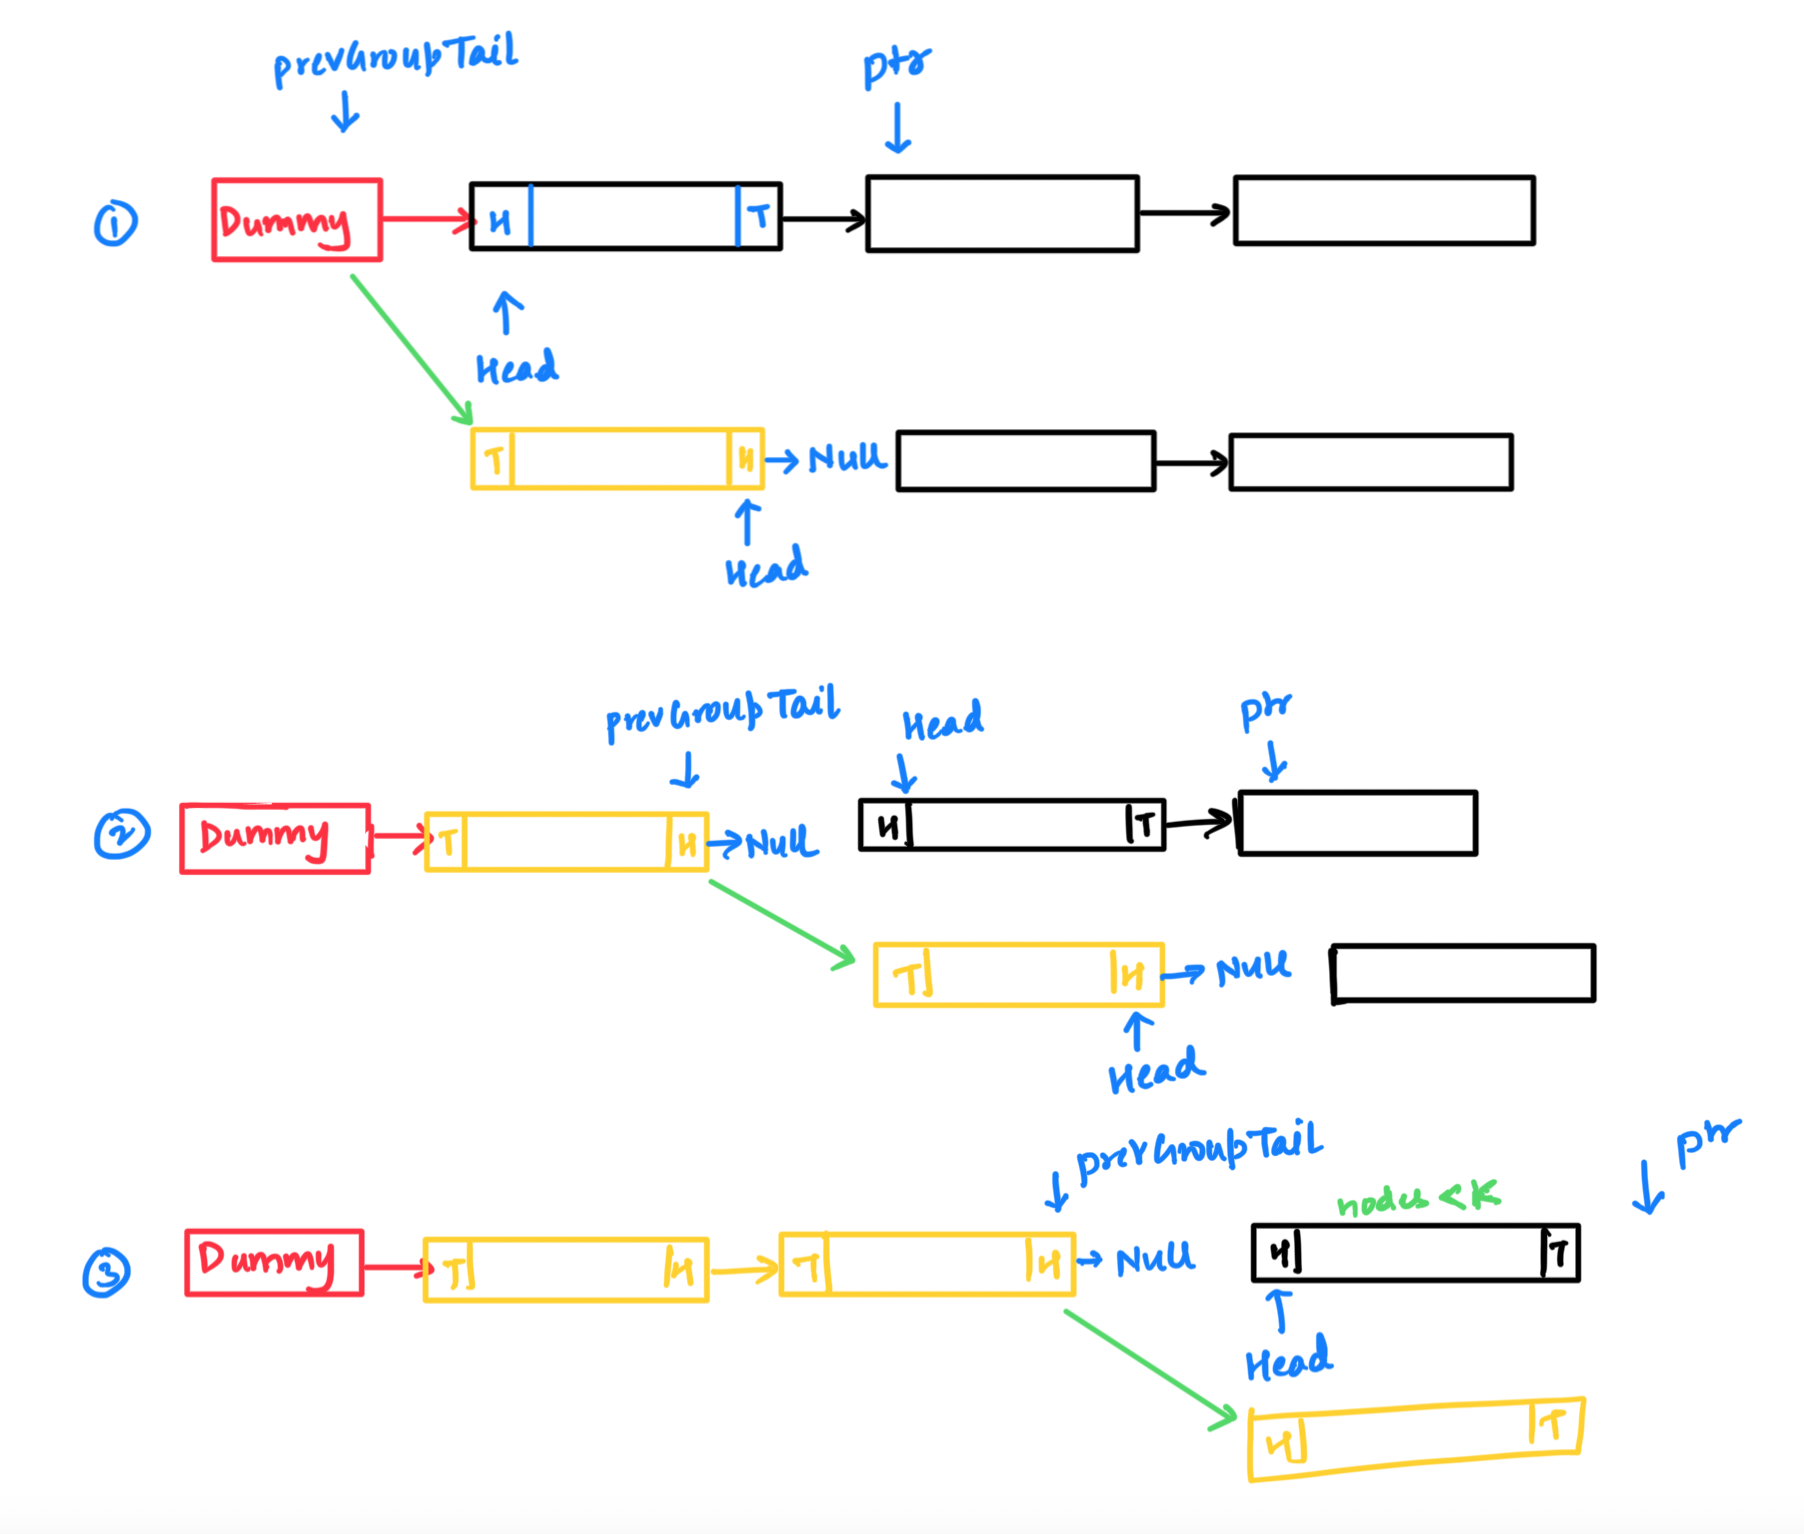 prevGroupTail
ptr
① Dummy H T
Head
T H Null
Head
prevGroupTail Head ptr
② Dummy T H Null H T
T H Null
Head
prevGroupTail ptr
nodes < K
③ Dummy T H T H Null H T
Head
H T